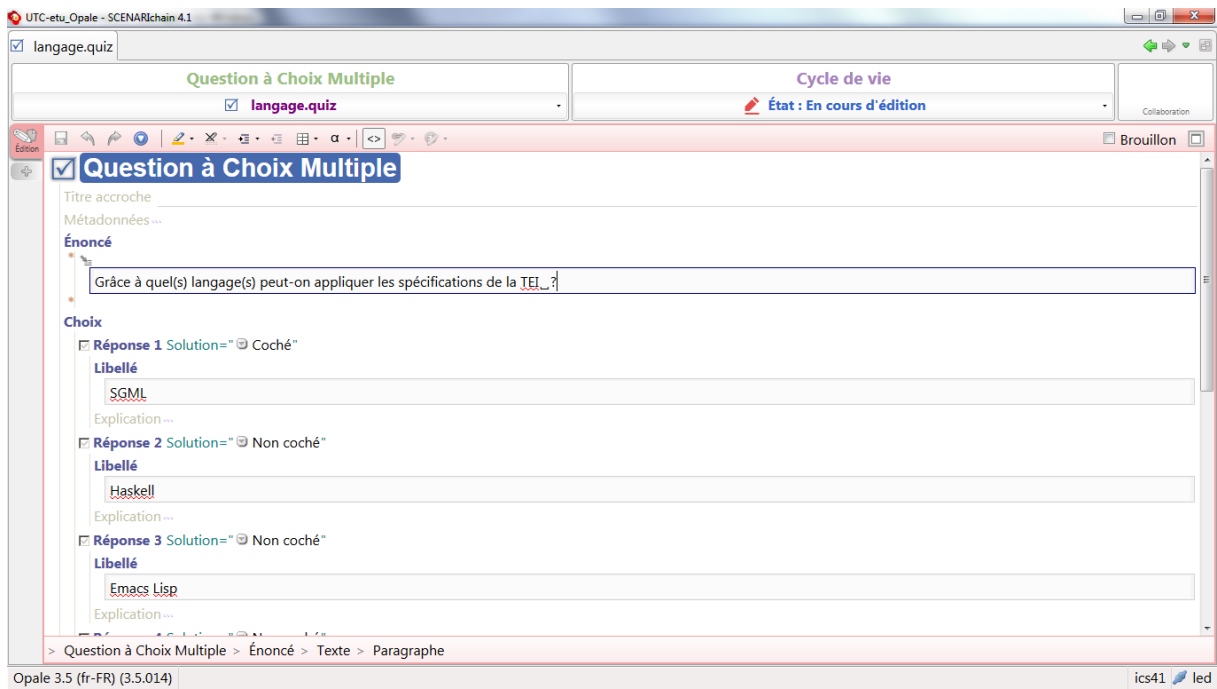 UTC-etu_Opale - SCENARIchain 4.1
langage.quiz
Question à Choix Multiple
Cycle de vie
langage.quiz
État : En cours d'édition
Collaboration
Édition
α
<>
Brouillon
Question à Choix Multiple
Titre accroche
Métadonnées...
Énoncé
*
Grâce à quel(s) langage(s) peut-on appliquer les spécifications de la TEI ?
*
Choix
Réponse 1 Solution=" Coché"
Libellé
SGML
Explication...
Réponse 2 Solution=" Non coché"
Libellé
Haskell
Explication...
Réponse 3 Solution=" Non coché"
Libellé
Emacs Lisp
Explication...
> Question à Choix Multiple > Énoncé > Texte > Paragraphe
Opale 3.5 (fr-FR) (3.5.014)
ics41 led